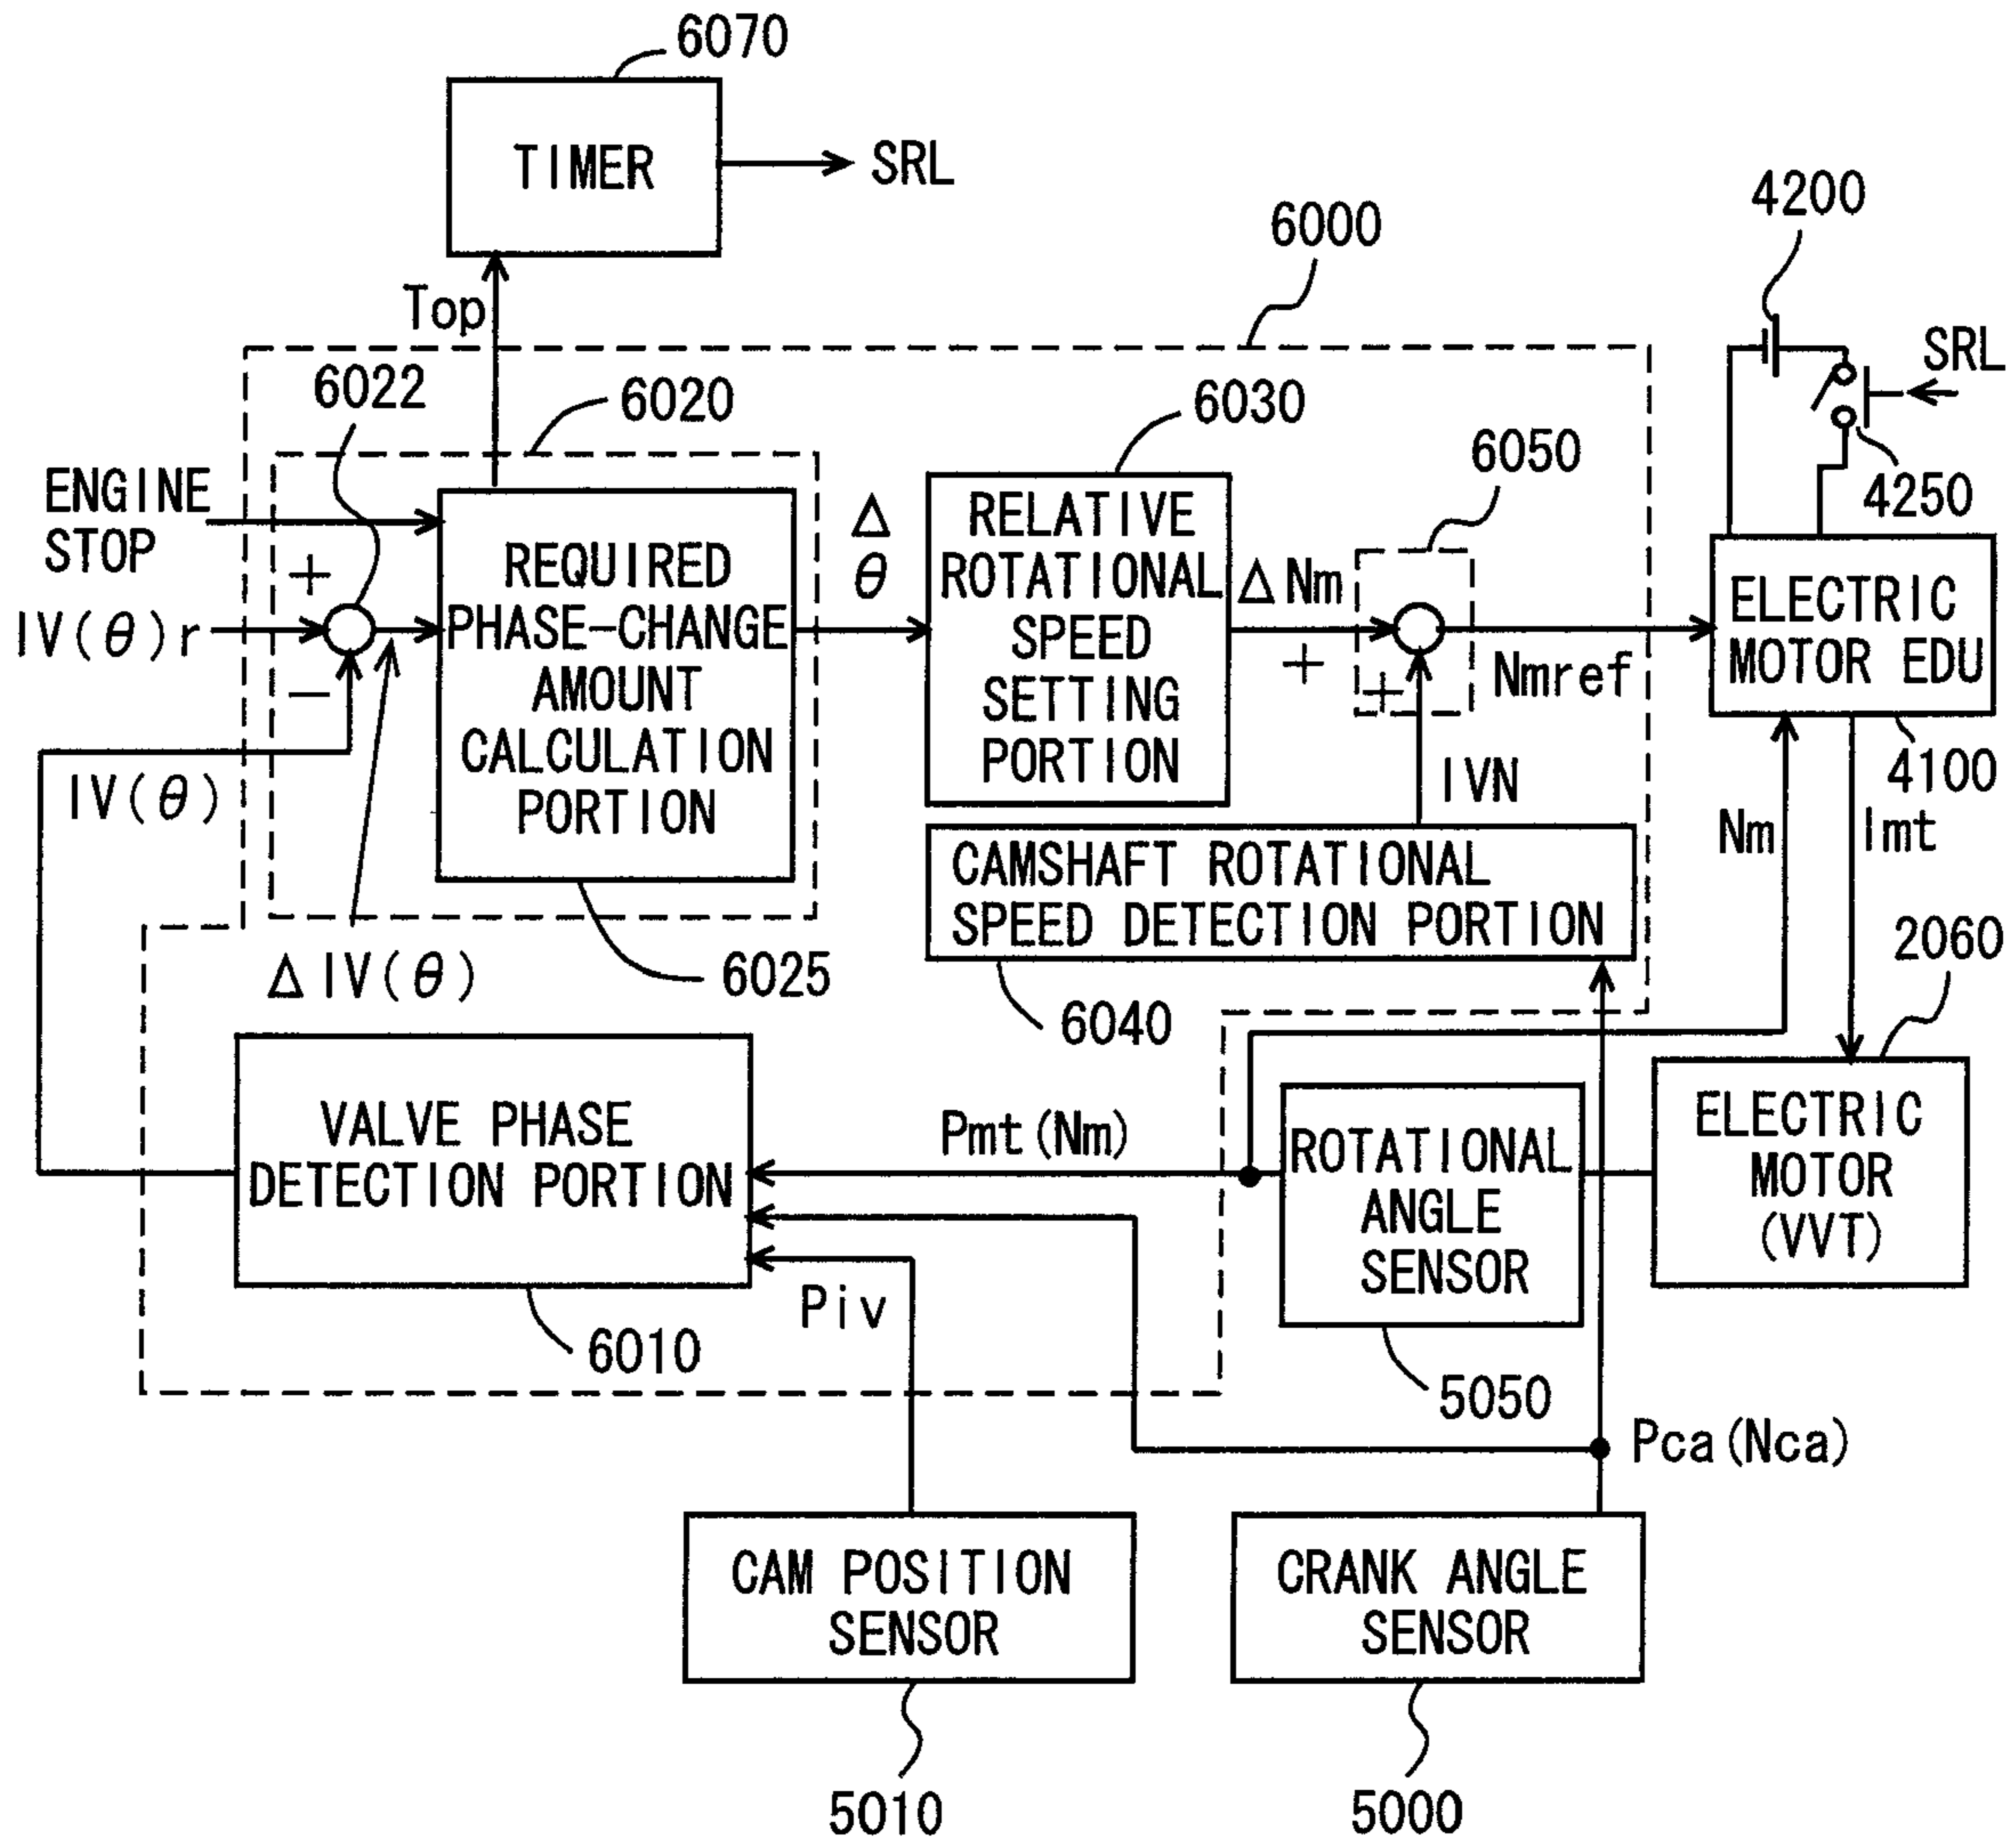 6070
TIMER
SRL
4200
6000
Top
SRL
6022
6020
6030
6050
4250
ENGINE
STOP
+
IV(θ)r
−
REQUIRED
PHASE-CHANGE
AMOUNT
CALCULATION
PORTION
Δ
θ
RELATIVE
ROTATIONAL
SPEED
SETTING
PORTION
ΔNm
+
+
Nmref
ELECTRIC
MOTOR EDU
4100
IV(θ)
IVN
Nm
Imt
CAMSHAFT ROTATIONAL
SPEED DETECTION PORTION
2060
ΔIV(θ)
6025
6040
VALVE PHASE
DETECTION PORTION
Pmt(Nm)
ROTATIONAL
ANGLE
SENSOR
ELECTRIC
MOTOR
(VVT)
Piv
6010
5050
Pca(Nca)
CAM POSITION
SENSOR
CRANK ANGLE
SENSOR
5010
5000